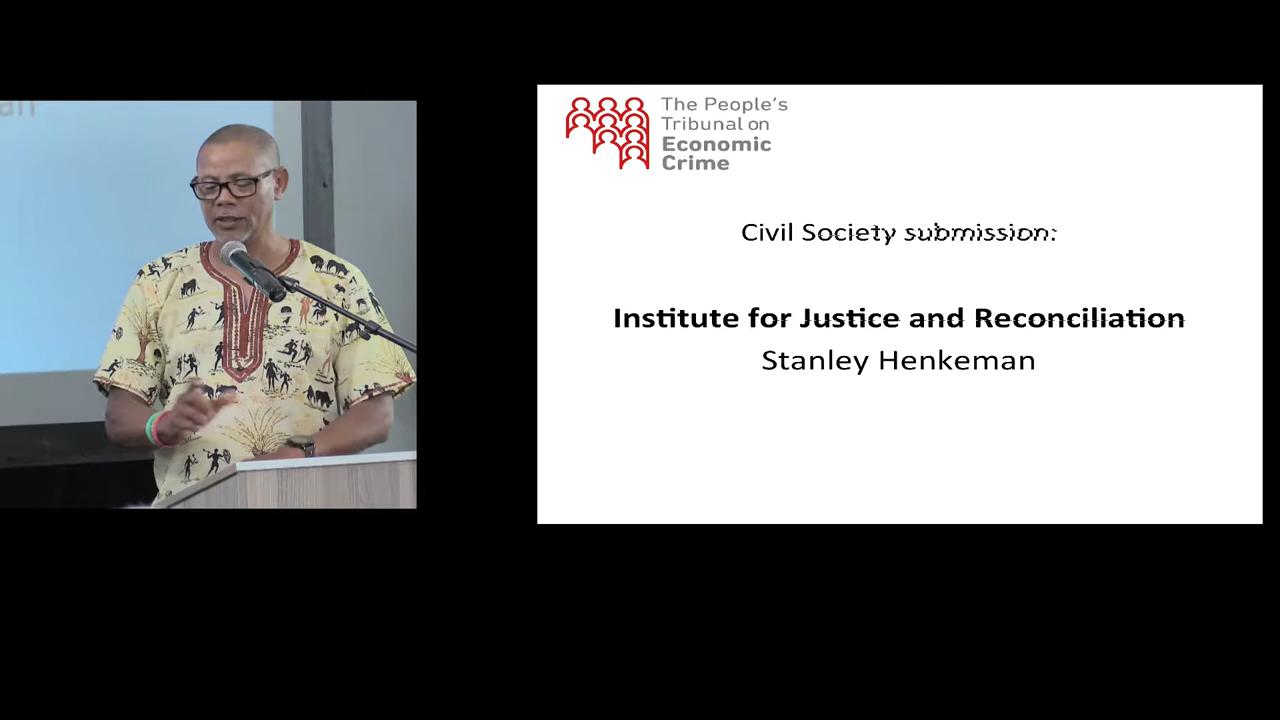 The People's
Tribunal on
Economic
Crime
Civil Society submission:
Institute for Justice and Reconciliation
Stanley Henkeman